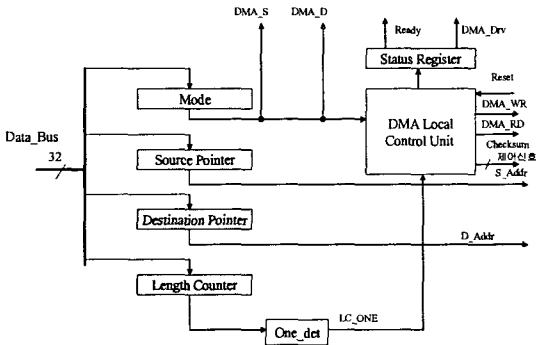 DMA_S
DMA_D
Ready
DMA_Drv
Status Register
Reset
Mode
DMA_WR
DMA Local
Control Unit
DMA_RD
Data_Bus
Checksum
제어신호
32
Source Pointer
S_Addr
Destination Pointer
D_Addr
Length Counter
One_det
LC_ONE